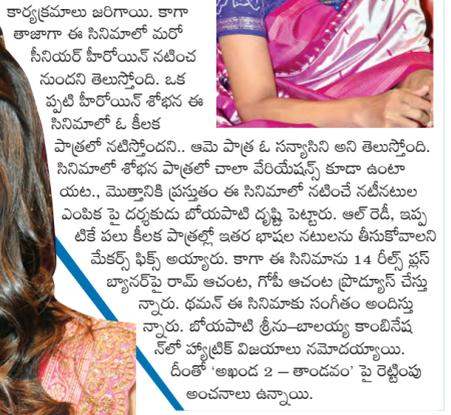 కార్యక్రమాలు జరిగాయి. కాగా
తాజాగా ఈ సినిమాలో మరో
సీనియర్ హీరోయిన్ నటించ
నుందని తెలుస్తోంది. ఒక
ప్పటి హీరోయిన్ శోభన ఈ
సినిమాలో ఓ కీలక
పాత్రలో నటిస్తోందని.. ఆమె పాత్ర ఓ సన్యాసిని అని తెలుస్తోంది.
సినిమాలో శోభన పాత్రలో చాలా వేరియేషన్స్ కూడా ఉంటా
యట., మొత్తానికి ప్రస్తుతం ఈ సినిమాలో నటించే నటీనటుల
ఎంపిక పై దర్శకుడు బోయపాటి దృష్టి పెట్టారు. ఆల్ రెడీ, ఇప్ప
టికే పలు కీలక పాత్రల్లో ఇతర భాషల నటులను తీసుకోవాలని
మేకర్స్ ఫిక్స్ అయ్యారు. కాగా ఈ సినిమాను 14 రీల్స్ ప్లస్
బ్యానర్‌పై రామ్ ఆచంట, గోపీ ఆచంట ప్రొడ్యూస్ చేస్తు
న్నారు. థమన్ ఈ సినిమాకు సంగీతం అందిస్తు
న్నారు. బోయపాటి శ్రీను–బాలయ్య కాంబినేష
న్‌లో హ్యాట్రిక్ విజయాలు నమోదయ్యాయి.
దీంతో ‘అఖండ 2 – తాండవం’ పై రెట్టింపు
అంచనాలు ఉన్నాయి.